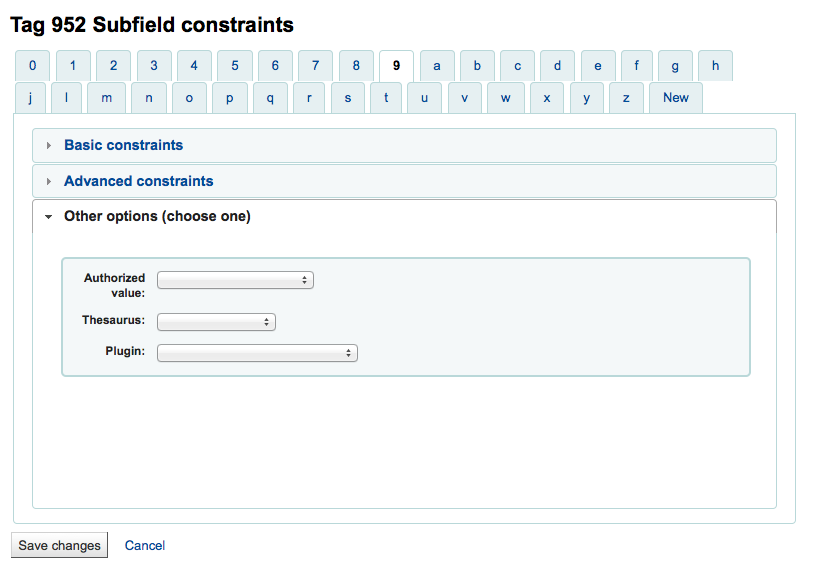 Tag 952 Subfield constraints
0 1 2 3 4 5 6 7 8 9 a b c d e f g h
j l m n o p q r s t u v w x y z New
Basic constraints
Advanced constraints
Other options (choose one)
Authorized
value:
Thesaurus:
Plugin:
Save changes Cancel